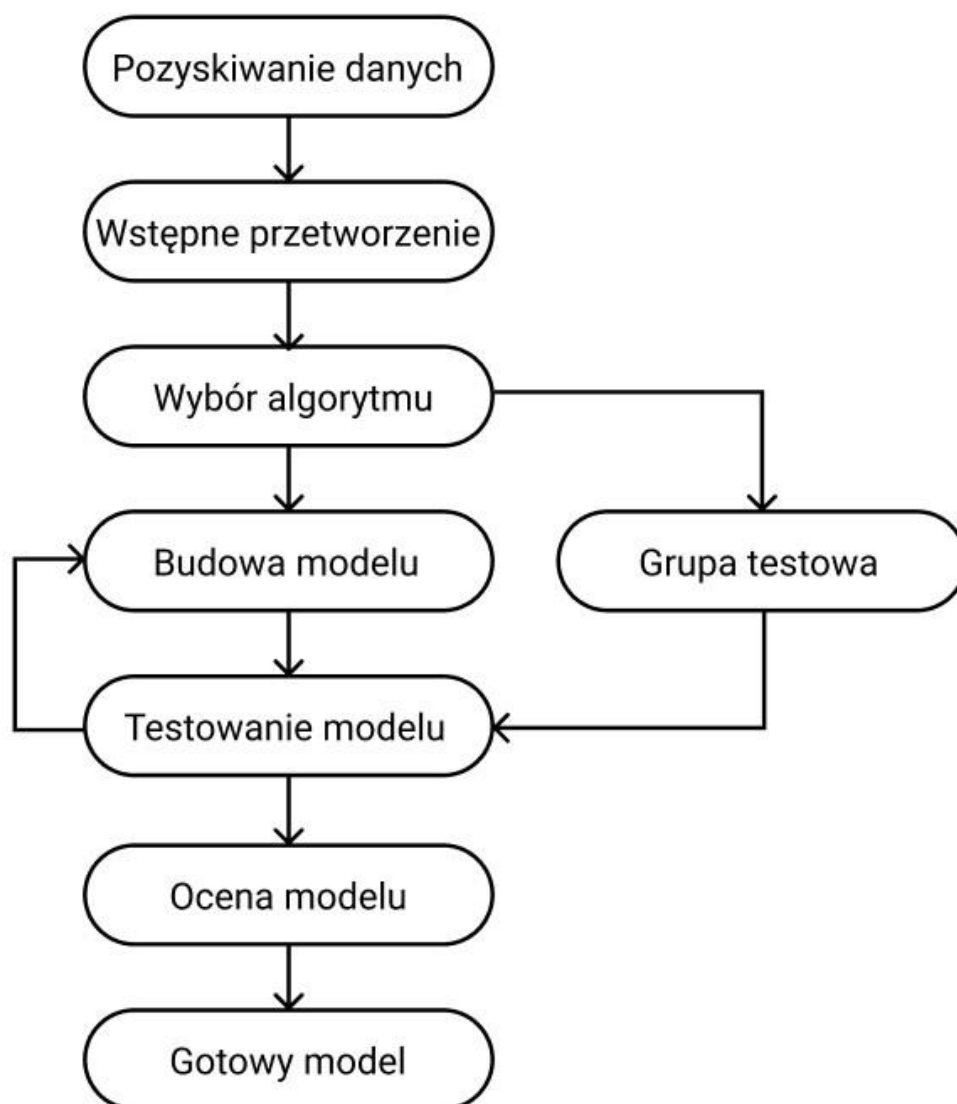 Pozyskiwanie danych
Wstępne przetworzenie
Wybór algorytmu
Budowa modelu
Grupa testowa
Testowanie modelu
Ocena modelu
Gotowy model